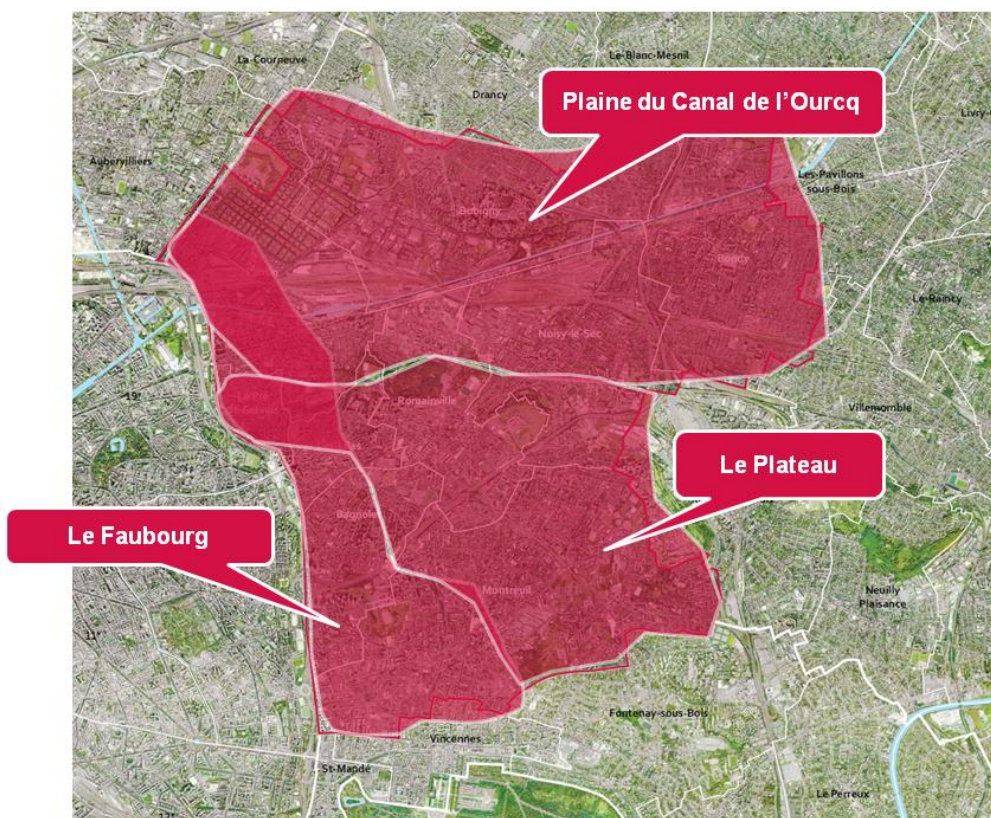 La-Courneuve
Le-Blanc-Mesnil
Drancy
Plaine du Canal de l'Ourcq
Aubervilliers
Les-Pavillons
sous-Bois
Bobigny
Bondy
Le-Raincy
Noisy-le-Sec
19°
Romainville
Villemomble
Le Plateau
Le Faubourg
Montreuil
Neuilly
Plaisance
11°
Fontenay-sous-Bois
Vincennes
St-Mandé
Le Perreux
12°